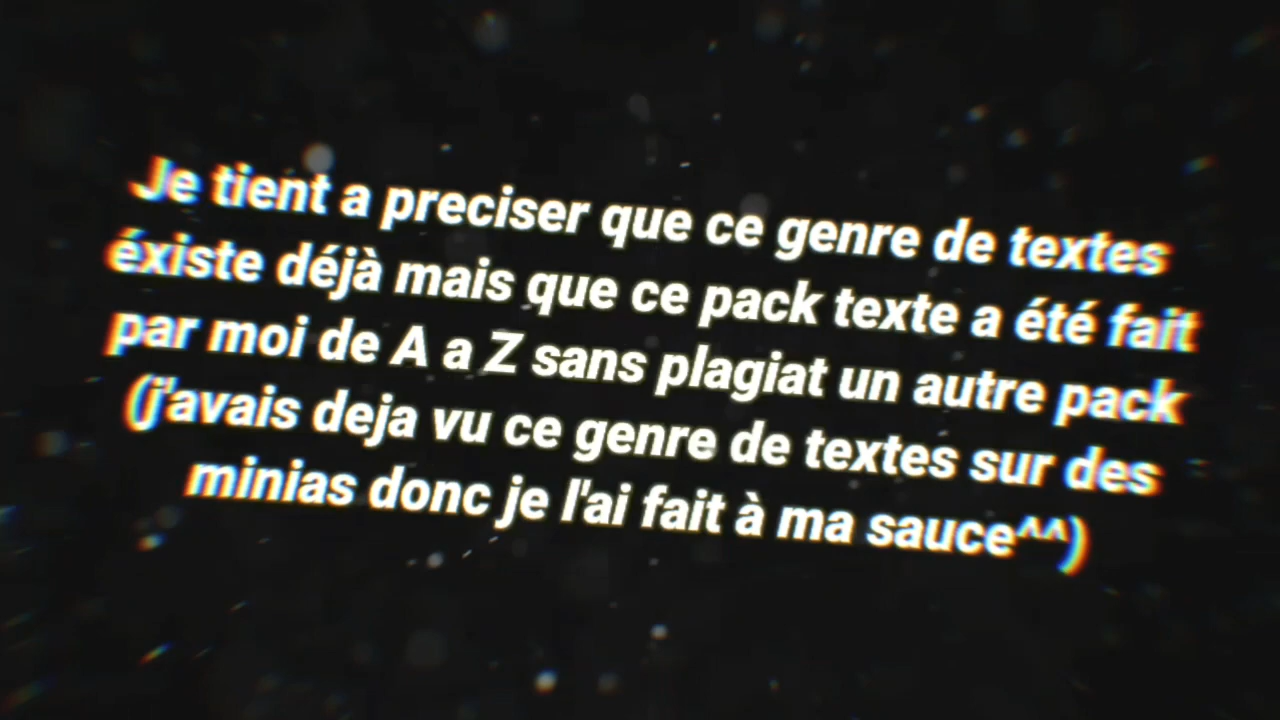 Je tient a preciser que ce genre de textes
éxiste déjà mais que ce pack texte a été fait
par moi de A a Z sans plagiat un autre pack
(j'avais deja vu ce genre de textes sur des
minias donc je l'ai fait à ma sauce^^)